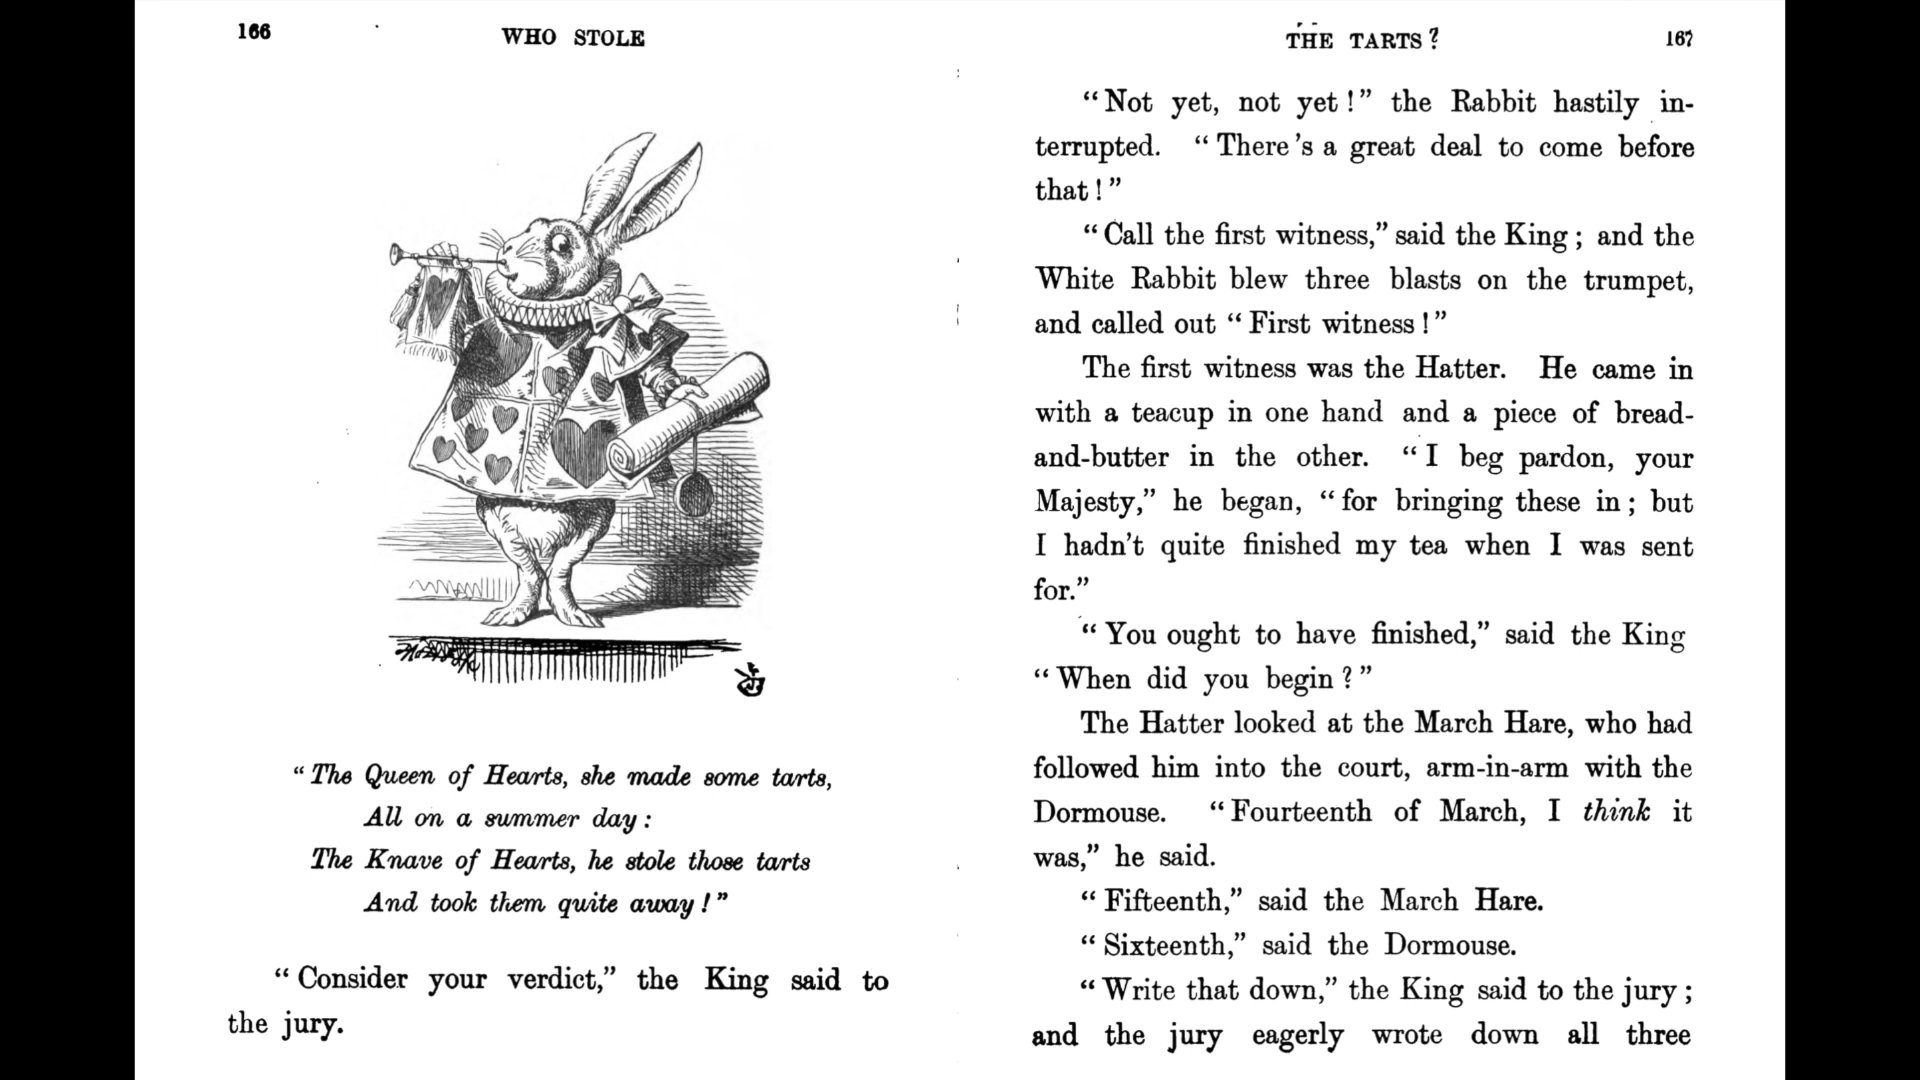 166
WHO STOLE
“The Queen of Hearts, she made some tarts,
All on a summer day:
The Knave of Hearts, he stole those tarts
And took them quite away!”
“Consider your verdict,” the King said to
the jury.
THE TARTS?
167
“Not yet, not yet!” the Rabbit hastily in-
terrupted. “There’s a great deal to come before
that!”
“Call the first witness,” said the King; and the
White Rabbit blew three blasts on the trumpet,
and called out “First witness!”
The first witness was the Hatter. He came in
with a teacup in one hand and a piece of bread-
and-butter in the other. “I beg pardon, your
Majesty,” he began, “for bringing these in; but
I hadn’t quite finished my tea when I was sent
for.”
“You ought to have finished,” said the King
“When did you begin?”
The Hatter looked at the March Hare, who had
followed him into the court, arm-in-arm with the
Dormouse. “Fourteenth of March, I think it
was,” he said.
“Fifteenth,” said the March Hare.
“Sixteenth,” said the Dormouse.
“Write that down,” the King said to the jury;
and the jury eagerly wrote down all three